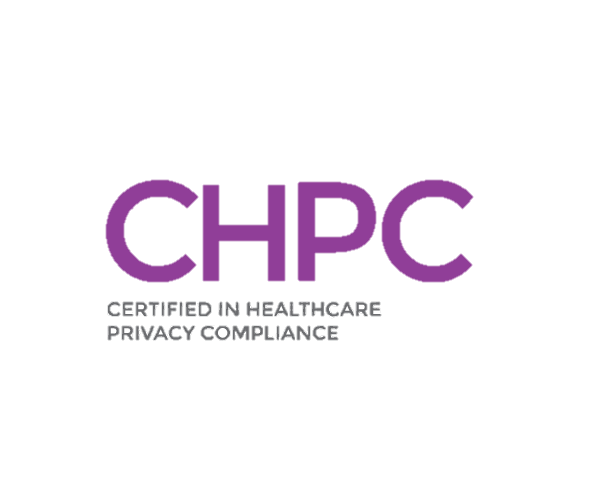 CHPC
CERTIFIED IN HEALTHCARE
PRIVACY COMPLIANCE